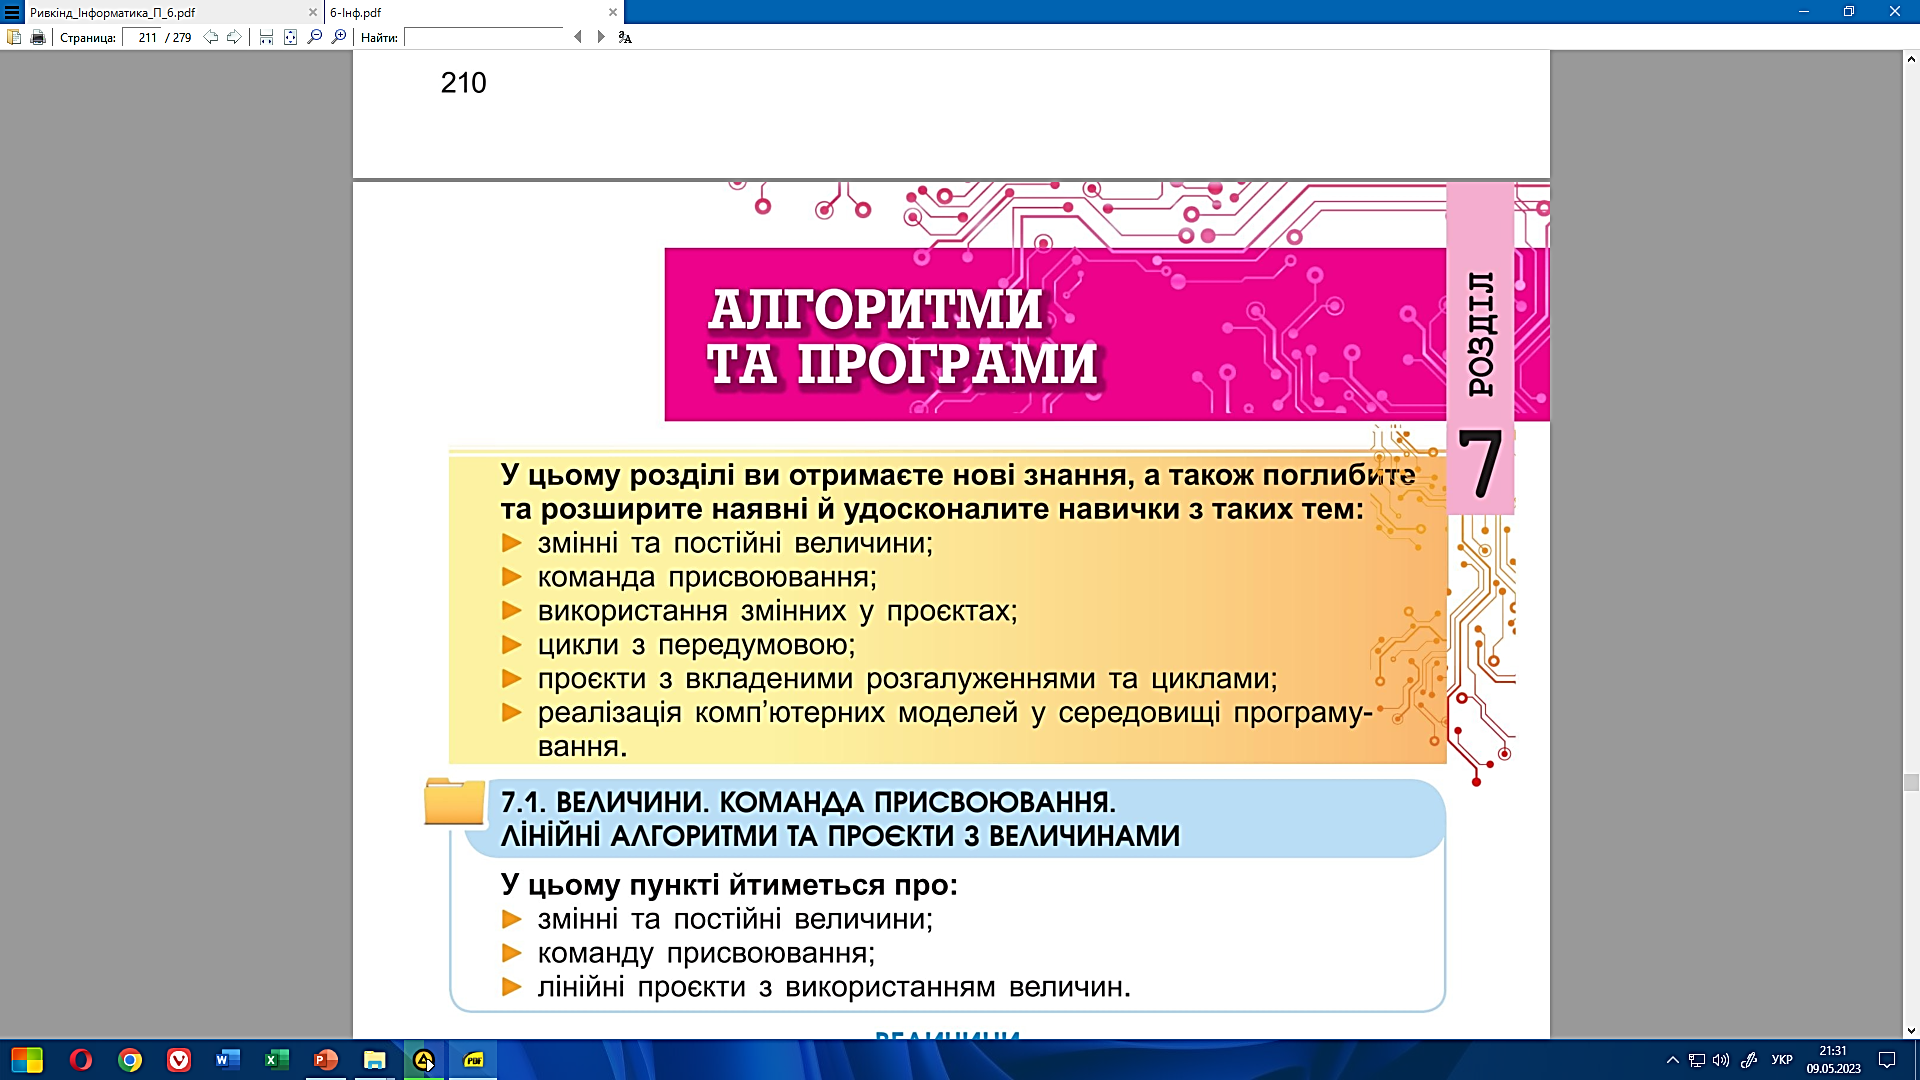 Ривкінд_Інформатика_П_6.pdf
6-Інф.pdf
Страница: 211 / 279
Найти:
210
АЛГОРИТМИ
ТА ПРОГРАМИ
РОЗДІЛ
7
У цьому розділі ви отримаєте нові знання, а також поглибите
та розширите наявні й удосконалите навички з таких тем:
змінні та постійні величини;
команда присвоювання;
використання змінних у проєктах;
цикли з передумовою;
проєкти з вкладеними розгалуженнями та циклами;
реалізація комп’ютерних моделей у середовищі програму-
вання.
7.1. ВЕЛИЧИНИ. КОМАНДА ПРИСВОЮВАННЯ.
ЛІНІЙНІ АЛГОРИТМИ ТА ПРОЄКТИ З ВЕЛИЧИНАМИ
У цьому пункті йтиметься про:
змінні та постійні величини;
команду присвоювання;
лінійні проєкти з використанням величин.
ВЕЛИЧИНИ
УКР
21:31
09.05.2023